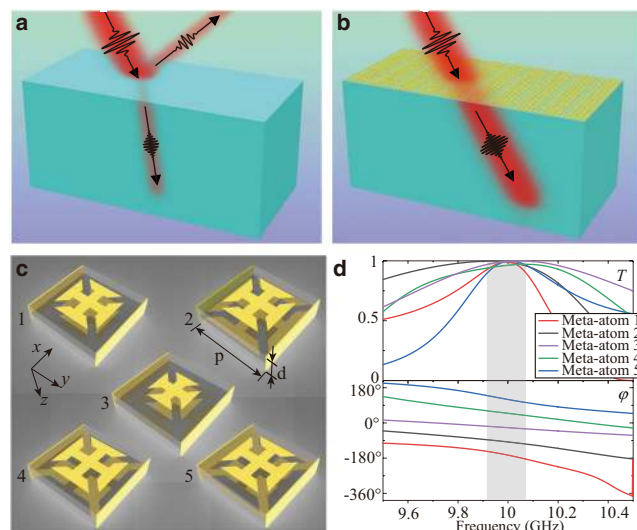 a
b
c
1
2
p
d
3
x
y
z
4
5
d
T
1
0.5
0
Meta-atom 1
Meta-atom 2
Meta-atom 3
Meta-atom 4
Meta-atom 5
φ
180°
0°
-180°
-360°
9.6 9.8 10 10.2 10.4
Frequency (GHz)